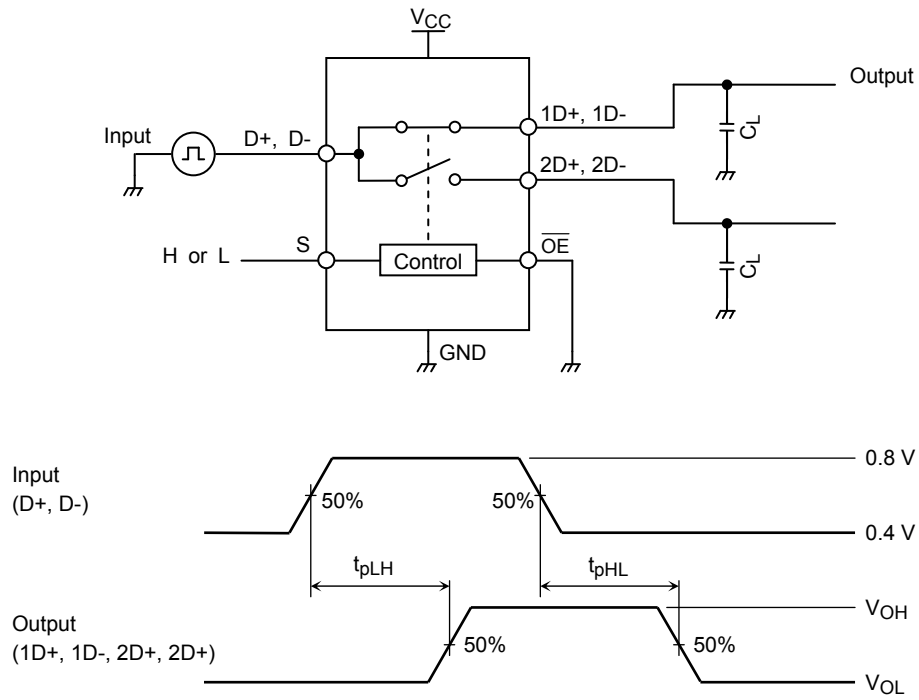 VCC
Output
1D+, 1D-
CL
Input
D+, D-
2D+, 2D-
S
OE
H or L
Control
CL
GND
0.8 V
Input
(D+, D-)
50%
50%
0.4 V
tpLH
tpHL
VOH
Output
(1D+, 1D-, 2D+, 2D+)
50%
50%
VOL